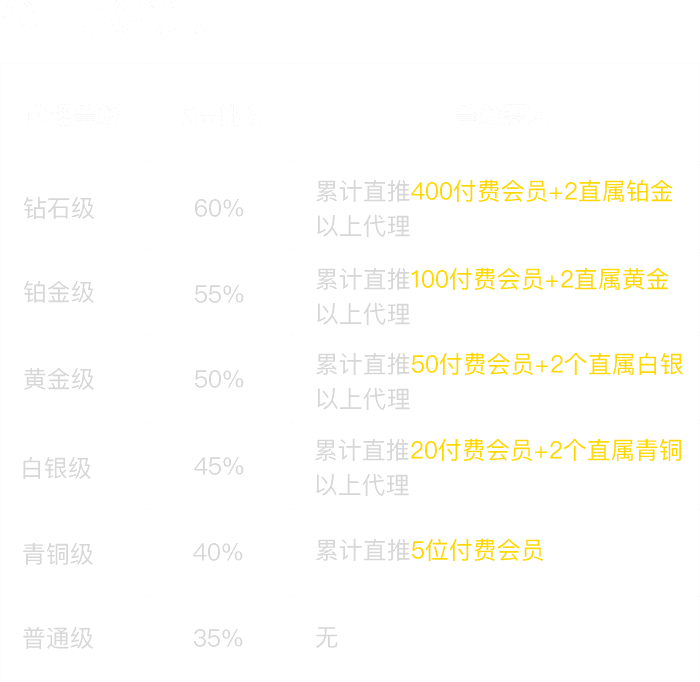 钻石级 60% 累计直推400付费会员+2直属铂金
以上代理
铂金级 55% 累计直推100付费会员+2直属黄金
以上代理
黄金级 50% 累计直推50付费会员+2个直属白银
以上代理
白银级 45% 累计直推20付费会员+2个直属青铜
以上代理
青铜级 40% 累计直推5位付费会员
普通级 35% 无